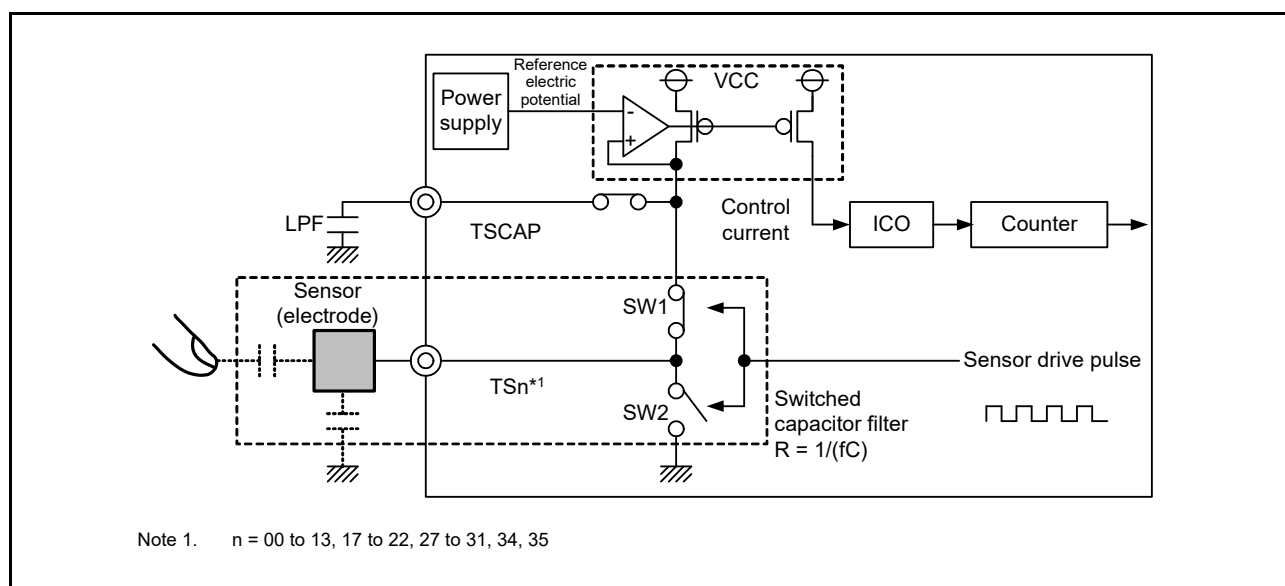 Reference
electric
potential
VCC
Power
supply
-
+
LPF
TSCAP
Control
current
ICO
Counter
Sensor
(electrode)
SW1
Sensor drive pulse
TSn*1
SW2
Switched
capacitor filter
R = 1/(fC)
Note 1. n = 00 to 13, 17 to 22, 27 to 31, 34, 35